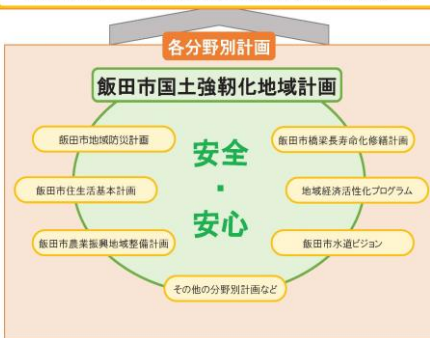 各分野別計画
飯田市国土強靭化地域計画
飯田市地域防災計画
飯田市橋梁長寿命化修繕計画
安全
・
安心
飯田市住生活基本計画
地域経済活性化プログラム
飯田市農業振興地域整備計画
飯田市水道ビジョン
その他の分野別計画など